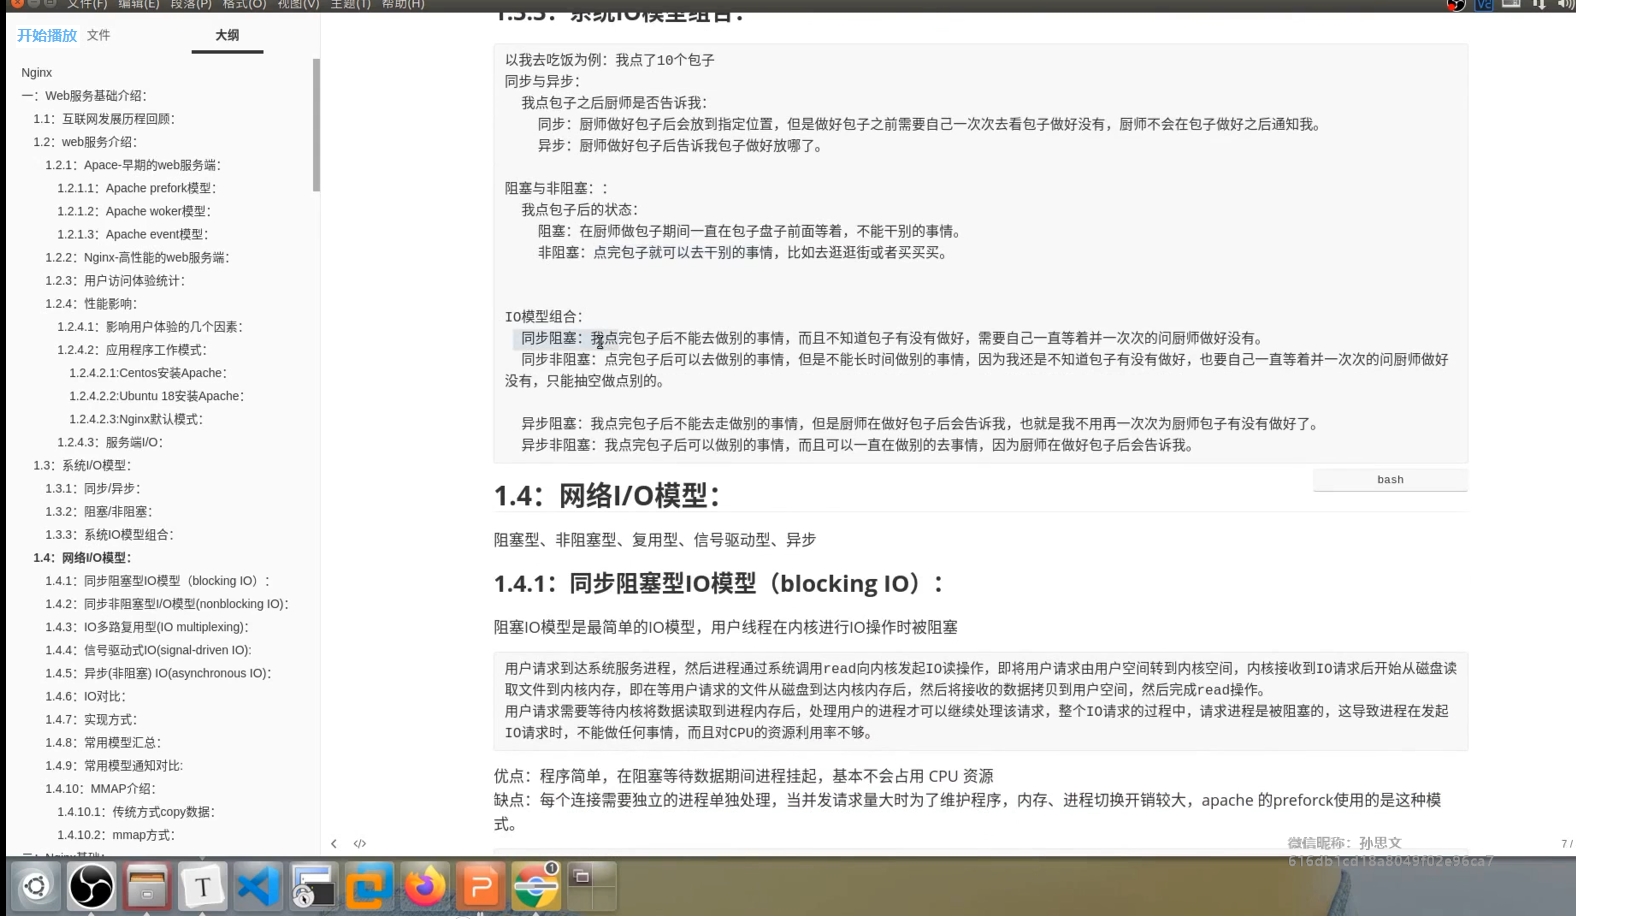 文件(F) 编辑(E) 段落(P) 格式(O) 视图(V) 主题(T) 帮助(H)
开始播放 文件 大纲
Nginx
一：Web服务基础介绍：
1.1：互联网发展历程回顾：
1.2：web服务介绍：
1.2.1：Apace-早期的web服务端：
1.2.1.1：Apache prefork模型：
1.2.1.2：Apache woker模型：
1.2.1.3：Apache event模型：
1.2.2：Nginx-高性能的web服务端：
1.2.3：用户访问体验统计：
1.2.4：性能影响：
1.2.4.1：影响用户体验的几个因素：
1.2.4.2：应用程序工作模式：
1.2.4.2.1:Centos安装Apache：
1.2.4.2.2:Ubuntu 18安装Apache：
1.2.4.2.3:Nginx默认模式：
1.2.4.3：服务端I/O：
1.3：系统I/O模型：
1.3.1：同步/异步：
1.3.2：阻塞/非阻塞：
1.3.3：系统IO模型组合：
1.4：网络I/O模型：
1.4.1：同步阻塞型IO模型（blocking IO）：
1.4.2：同步非阻塞型I/O模型(nonblocking IO)：
1.4.3：IO多路复用型(IO multiplexing)：
1.4.4：信号驱动式IO(signal-driven IO):
1.4.5：异步(非阻塞) IO(asynchronous IO)：
1.4.6：IO对比：
1.4.7：实现方式：
1.4.8：常用模型汇总：
1.4.9：常用模型通知对比:
1.4.10：MMAP介绍：
1.4.10.1：传统方式copy数据：
1.4.10.2：mmap方式：
二：Nginx基础：
1.3.3：系统IO模型组合：
以我去吃饭为例：我点了10个包子
同步与异步：
我点包子之后厨师是否告诉我：
同步：厨师做好包子后会放到指定位置，但是做好包子之前需要自己一次次去看包子做好没有，厨师不会在包子做好之后通知我。
异步：厨师做好包子后告诉我包子做好放哪了。
阻塞与非阻塞：：
我点包子后的状态：
阻塞：在厨师做包子期间一直在包子盘子前面等着，不能干别的事情。
非阻塞：点完包子就可以去干别的事情，比如去逛逛街或者买买买。
IO模型组合：
同步阻塞：我点完包子后不能去做别的事情，而且不知道包子有没有做好，需要自己一直等着并一次次的问厨师做好没有。
同步非阻塞：点完包子后可以去做别的事情，但是不能长时间做别的事情，因为我还是不知道包子有没有做好，也要自己一直等着并一次次的问厨师做好
没有，只能抽空做点别的。
异步阻塞：我点完包子后不能去走做别的事情，但是厨师在做好包子后会告诉我，也就是我不用再一次次为厨师包子有没有做好了。
异步非阻塞：我点完包子后可以做别的事情，而且可以一直在做别的去事情，因为厨师在做好包子后会告诉我。
bash
1.4：网络I/O模型：
阻塞型、非阻塞型、复用型、信号驱动型、异步
1.4.1：同步阻塞型IO模型（blocking IO）：
阻塞IO模型是最简单的IO模型，用户线程在内核进行IO操作时被阻塞
用户请求到达系统服务进程，然后进程通过系统调用read向内核发起IO读操作，即将用户请求由用户空间转到内核空间，内核接收到IO请求后开始从磁盘读
取文件到内核内存，即在等用户请求的文件从磁盘到达内核内存后，然后将接收的数据拷贝到用户空间，然后完成read操作。
用户请求需要等待内核将数据读取到进程内存后，处理用户的进程才可以继续处理该请求，整个IO请求的过程中，请求进程是被阻塞的，这导致进程在发起
IO请求时，不能做任何事情，而且对CPU的资源利用率不够。
优点：程序简单，在阻塞等待数据期间进程挂起，基本不会占用 CPU 资源
缺点：每个连接需要独立的进程单独处理，当并发请求量大时为了维护程序，内存、进程切换开销较大，apache 的preforck使用的是这种模
式。
微信昵称：孙思文
616db1cd18a8049f02e96ca7
7 /